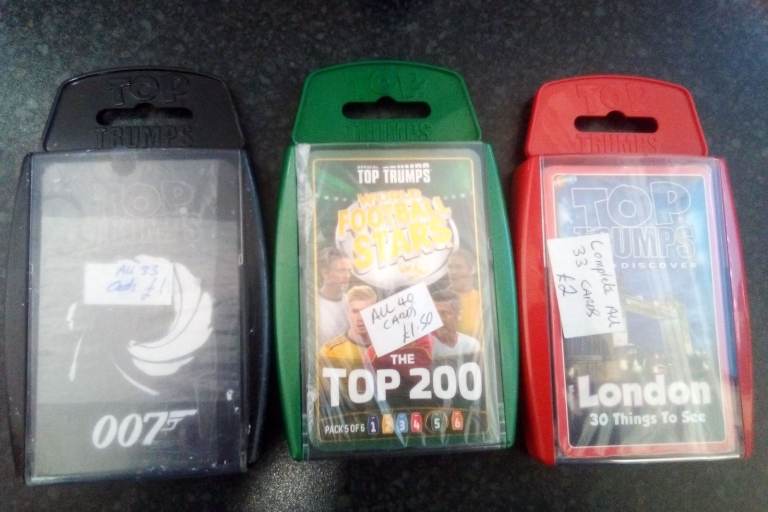 TOP
TRUMPS
TOP
TRUMPS
ALL 33
Cards £1
007
TOP
TRUMPS
TOP TRUMPS
WORLD
FOOTBALL
STARS
ALL 40
CARDS
£1.50
THE
TOP 200
PACK 5 OF 6 1 2 3 4 5 6
TOP
TRUMPS
TOP
TRUMPS
DISCOVER
Complete ALL
33 CARDS
£2
London
30 Things To See